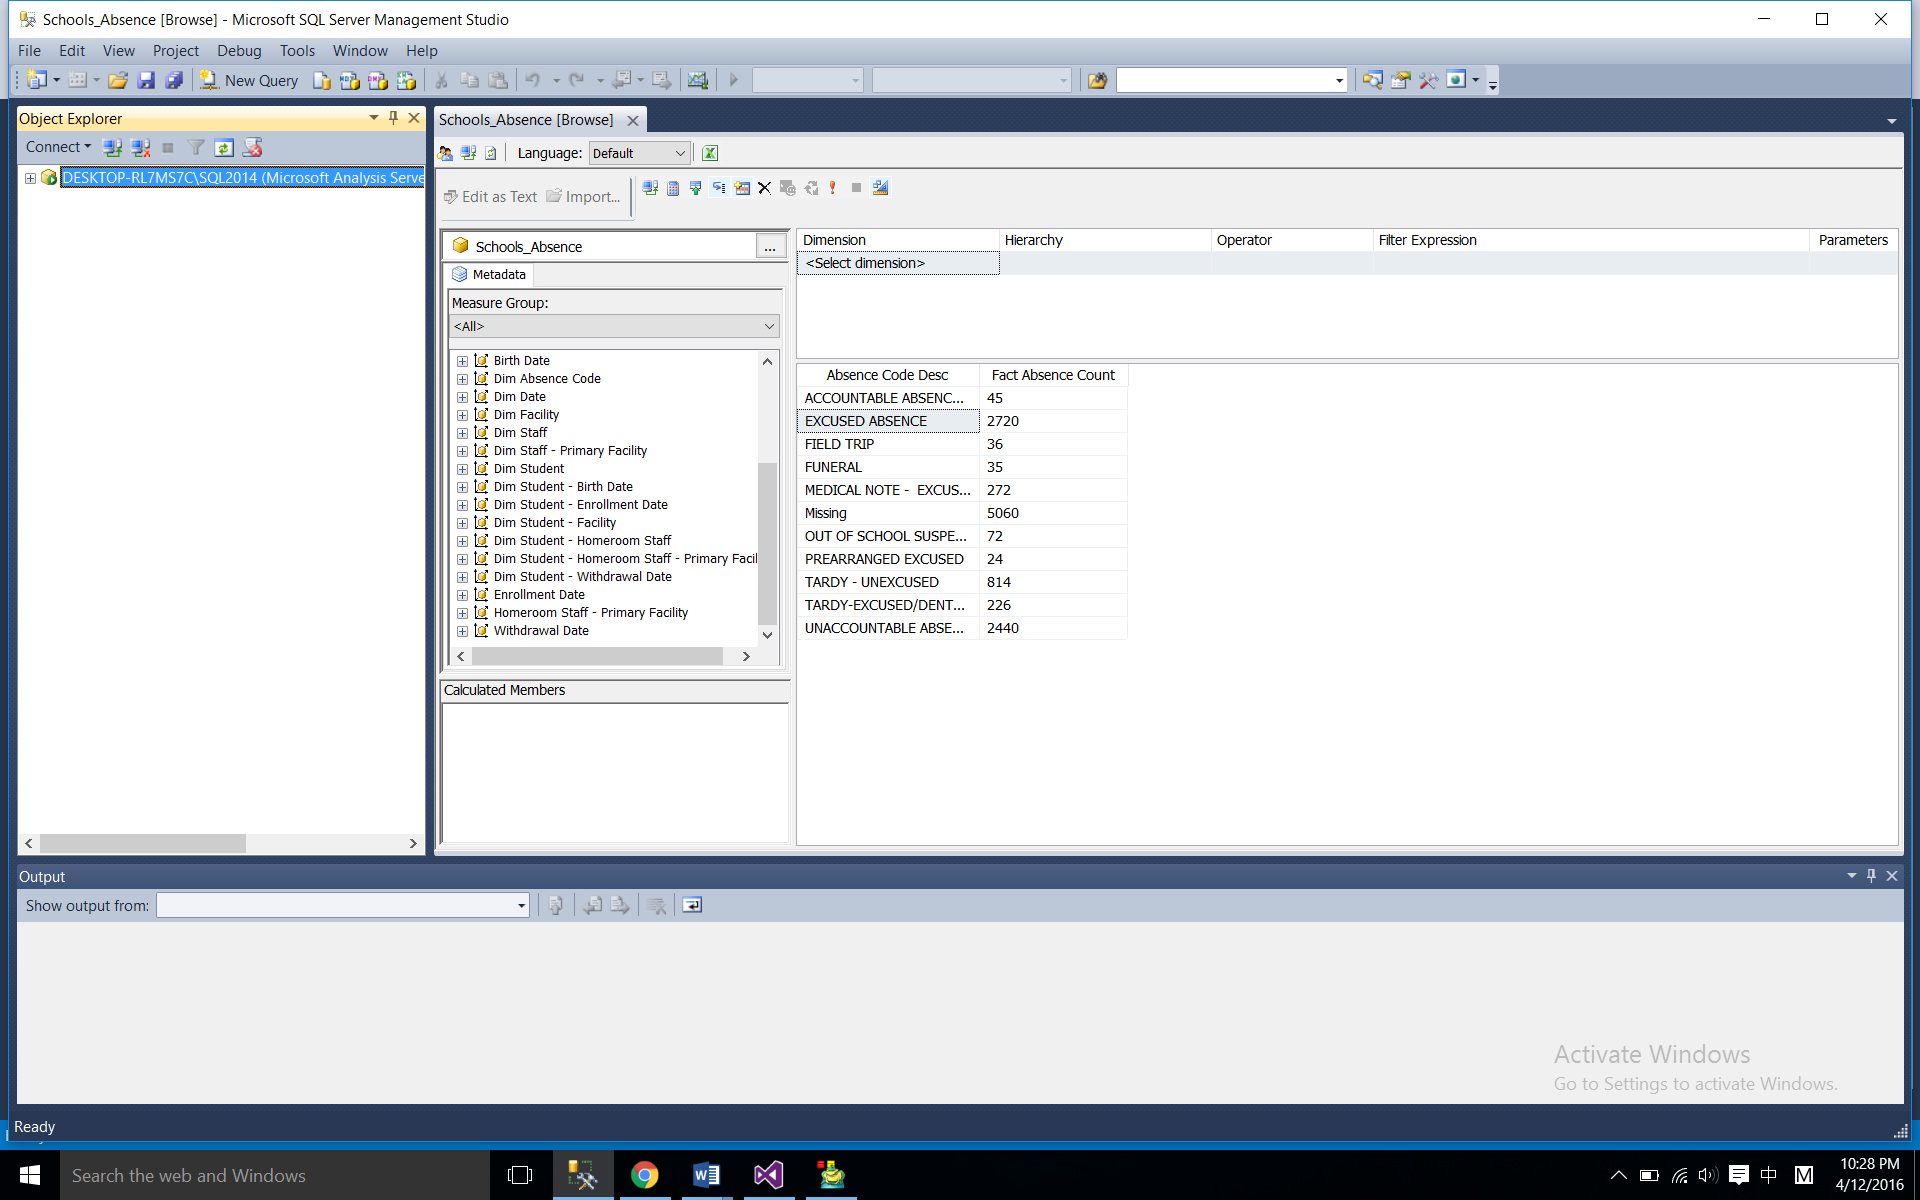 Schools_Absence [Browse] - Microsoft SQL Server Management Studio
File Edit View Project Debug Tools Window Help
New Query
Object Explorer
Connect
DESKTOP-RL7MS7C\SQL2014 (Microsoft Analysis Serve
Schools_Absence [Browse]
Language: Default
Edit as Text Import...
Schools_Absence
...
Metadata
Measure Group:
<All>
Birth Date
Dim Absence Code
Dim Date
Dim Facility
Dim Staff
Dim Staff - Primary Facility
Dim Student
Dim Student - Birth Date
Dim Student - Enrollment Date
Dim Student - Facility
Dim Student - Homeroom Staff
Dim Student - Homeroom Staff - Primary Facil
Dim Student - Withdrawal Date
Enrollment Date
Homeroom Staff - Primary Facility
Withdrawal Date
Calculated Members
Dimension Hierarchy Operator Filter Expression Parameters
<Select dimension>
Absence Code Desc Fact Absence Count
ACCOUNTABLE ABSENC... 45
EXCUSED ABSENCE 2720
FIELD TRIP 36
FUNERAL 35
MEDICAL NOTE -  EXCUS... 272
Missing 5060
OUT OF SCHOOL SUSPE... 72
PREARRANGED EXCUSED 24
TARDY - UNEXCUSED 814
TARDY-EXCUSED/DENT... 226
UNACCOUNTABLE ABSE... 2440
Output
Show output from:
Activate Windows
Go to Settings to activate Windows.
Ready
Search the web and Windows
中 M
10:28 PM
4/12/2016